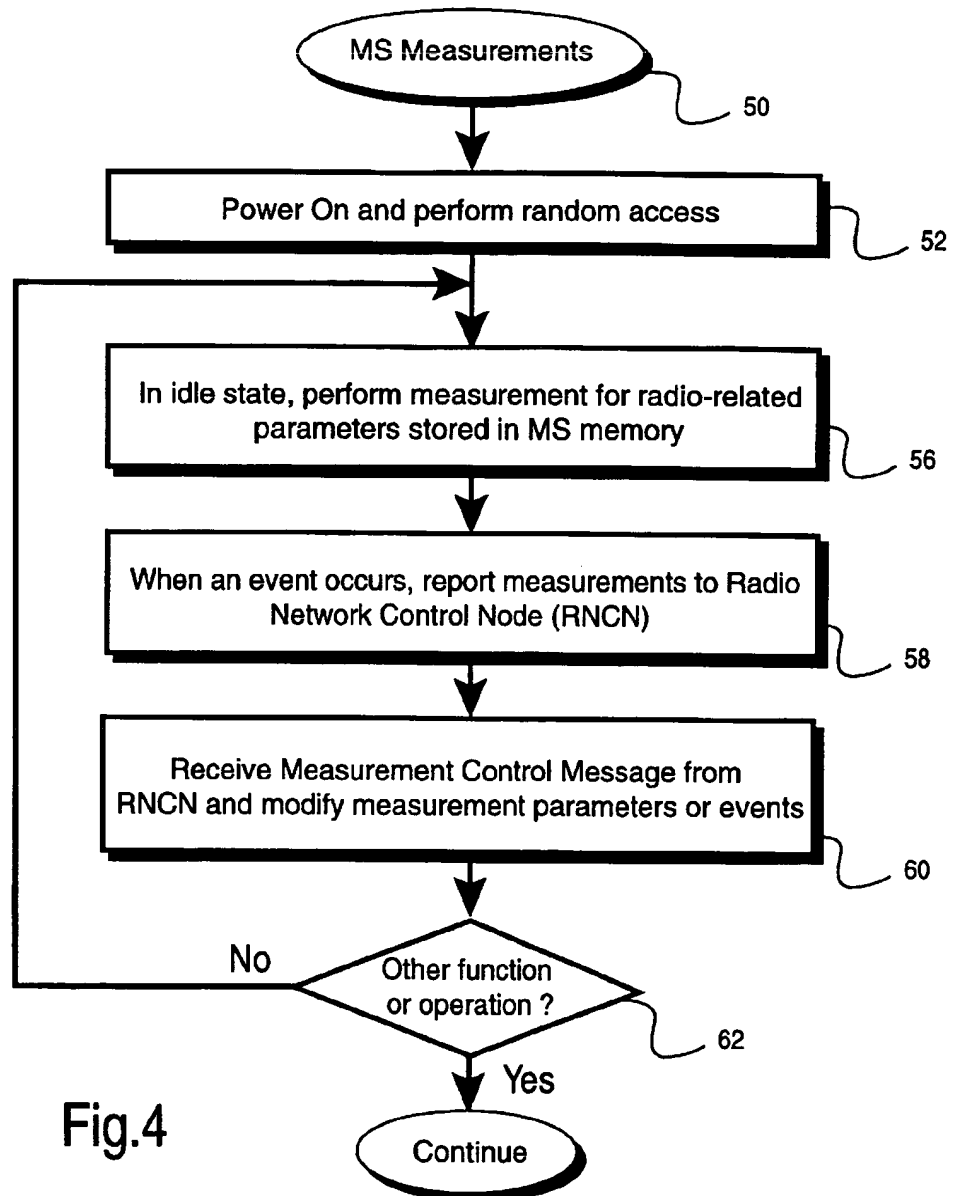 MS Measurements
50
Power On and perform random access
52
In idle state, perform measurement for radio-related
parameters stored in MS memory
56
When an event occurs, report measurements to Radio
Network Control Node (RNCN)
58
Receive Measurement Control Message from
RNCN and modify measurement parameters or events
60
No
Other function
or operation ?
62
Yes
Fig.4
Continue